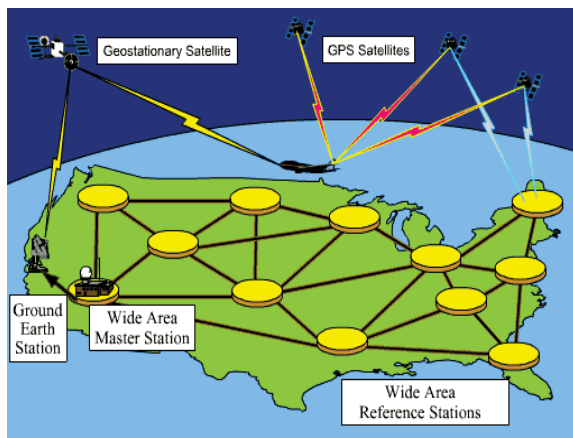 Geostationary Satellite
GPS Satellites
Ground
Earth
Station
Wide Area
Master Station
Wide Area
Reference Stations